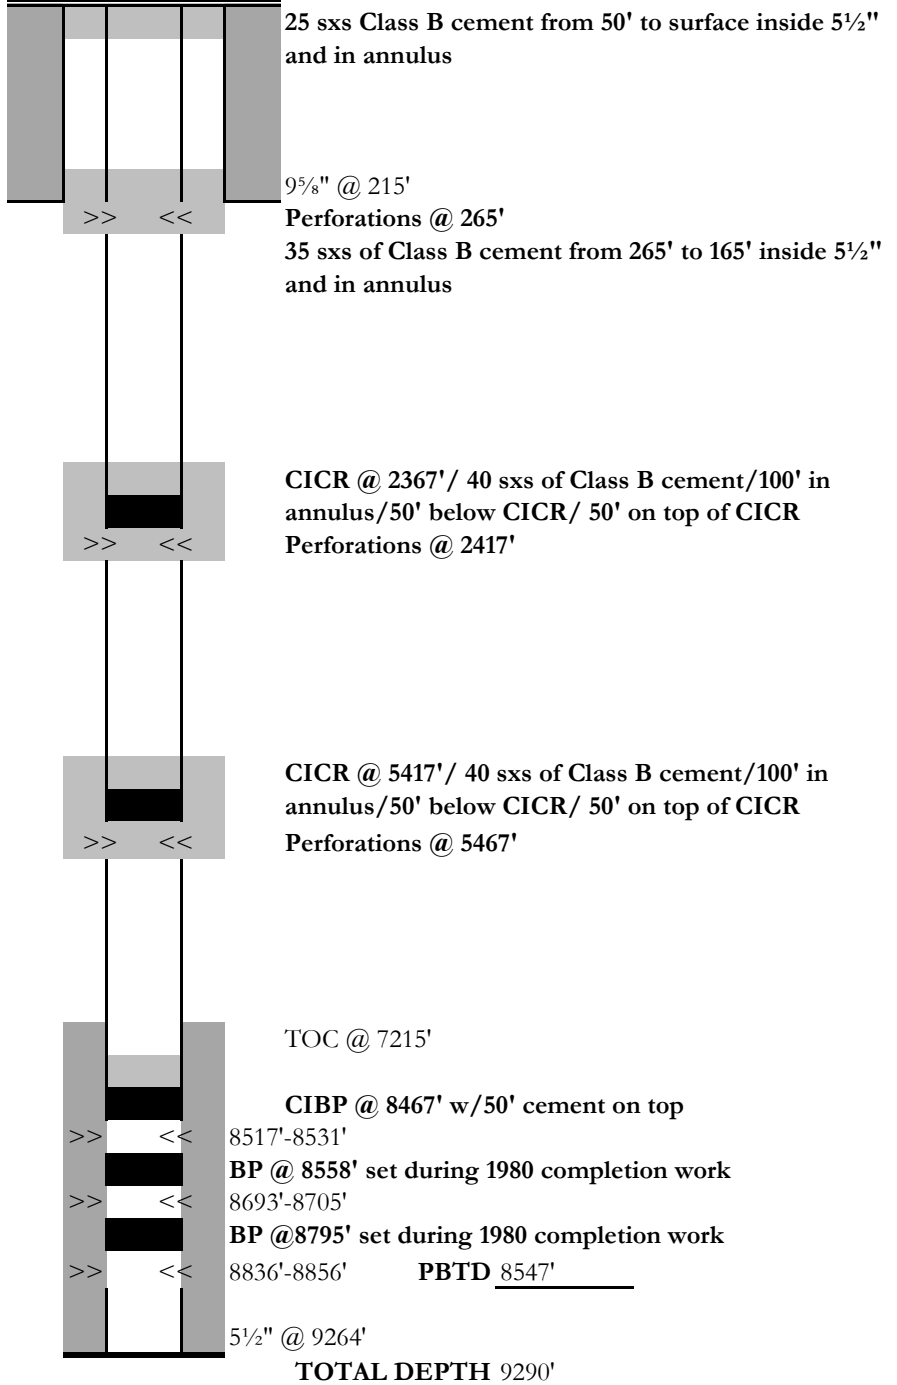 25 sxs Class B cement from 50' to surface inside 5½"
and in annulus
9⅝" @ 215'
>> <<
Perforations @ 265'
35 sxs of Class B cement from 265' to 165' inside 5½"
and in annulus
CICR @ 2367'/ 40 sxs of Class B cement/100' in
annulus/50' below CICR/ 50' on top of CICR
>> <<
Perforations @ 2417'
CICR @ 5417'/ 40 sxs of Class B cement/100' in
annulus/50' below CICR/ 50' on top of CICR
>> <<
Perforations @ 5467'
TOC @ 7215'
CIBP @ 8467' w/50' cement on top
>> << 8517'-8531'
BP @ 8558' set during 1980 completion work
>> << 8693'-8705'
BP @8795' set during 1980 completion work
>> << 8836'-8856' PBTD 8547'
5½" @ 9264'
TOTAL DEPTH 9290'